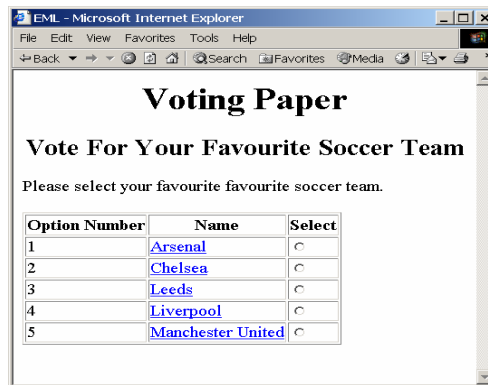 EML - Microsoft Internet Explorer
File Edit View Favorites Tools Help
Back Search Favorites Media
Voting Paper
Vote For Your Favourite Soccer Team
Please select your favourite favourite soccer team.
Option Number Name Select
1 Arsenal
2 Chelsea
3 Leeds
4 Liverpool
5 Manchester United